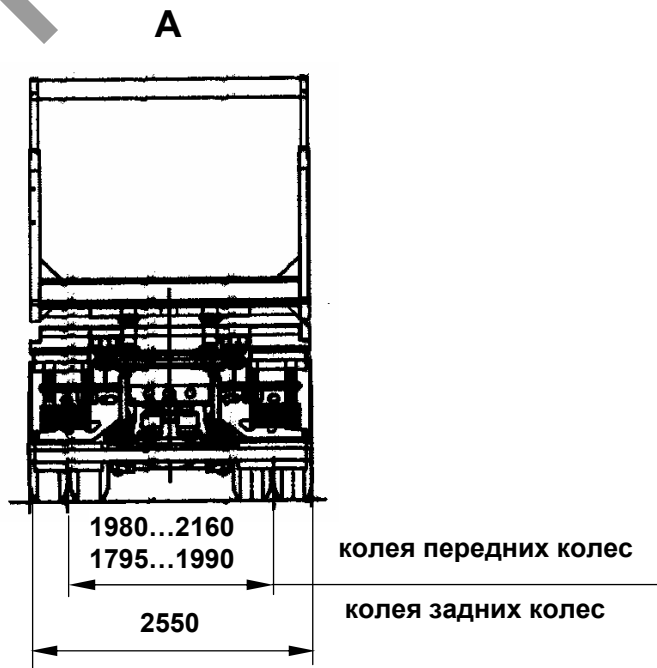 А
1980…2160
1795…1990
колея передних колес
колея задних колес
2550